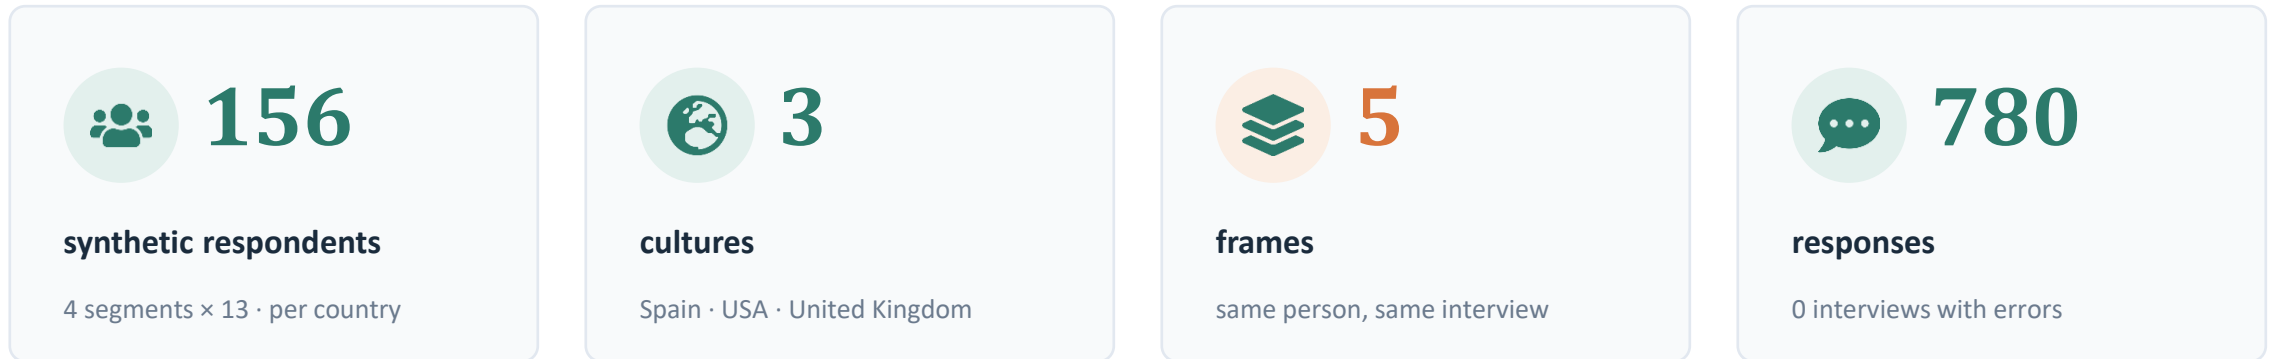 156
synthetic respondents
4 segments × 13 · per country
3
cultures
Spain · USA · United Kingdom
5
frames
same person, same interview
780
responses
0 interviews with errors